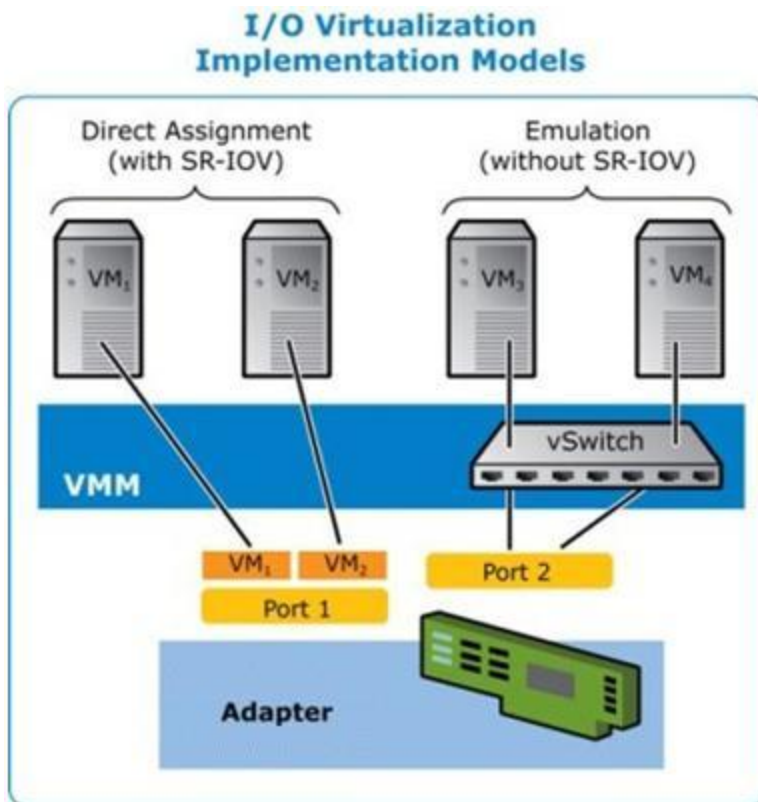 I/O Virtualization
Implementation Models
Direct Assignment
(with SR-IOV)
Emulation
(without SR-IOV)
VM₁
VM₂
VM₃
VM₄
vSwitch
VMM
VM₁
VM₂
Port 1
Port 2
Adapter